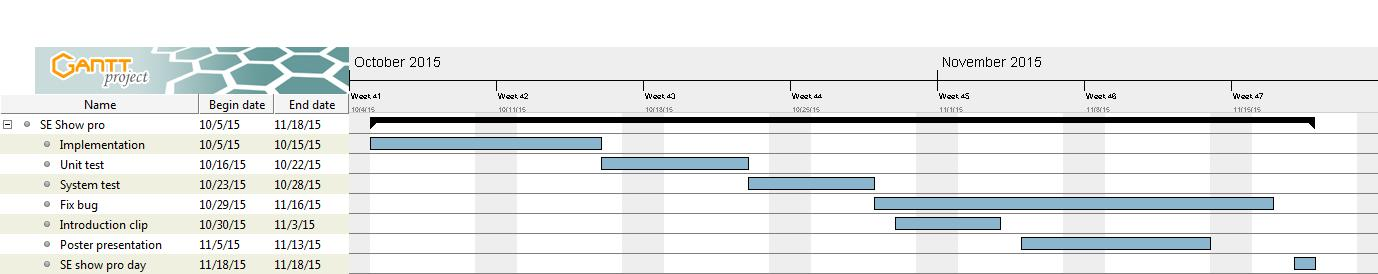 GANTT project
October 2015 November 2015
Week 41 Week 42 Week 43 Week 44 Week 45 Week 46 Week 47
10/4/15 10/11/15 10/18/15 10/25/15 11/1/15 11/8/15 11/15/15
Name Begin date End date
SE Show pro 10/5/15 11/18/15
Implementation 10/5/15 10/15/15
Unit test 10/16/15 10/22/15
System test 10/23/15 10/28/15
Fix bug 10/29/15 11/16/15
Introduction clip 10/30/15 11/3/15
Poster presentation 11/5/15 11/13/15
SE show pro day 11/18/15 11/18/15